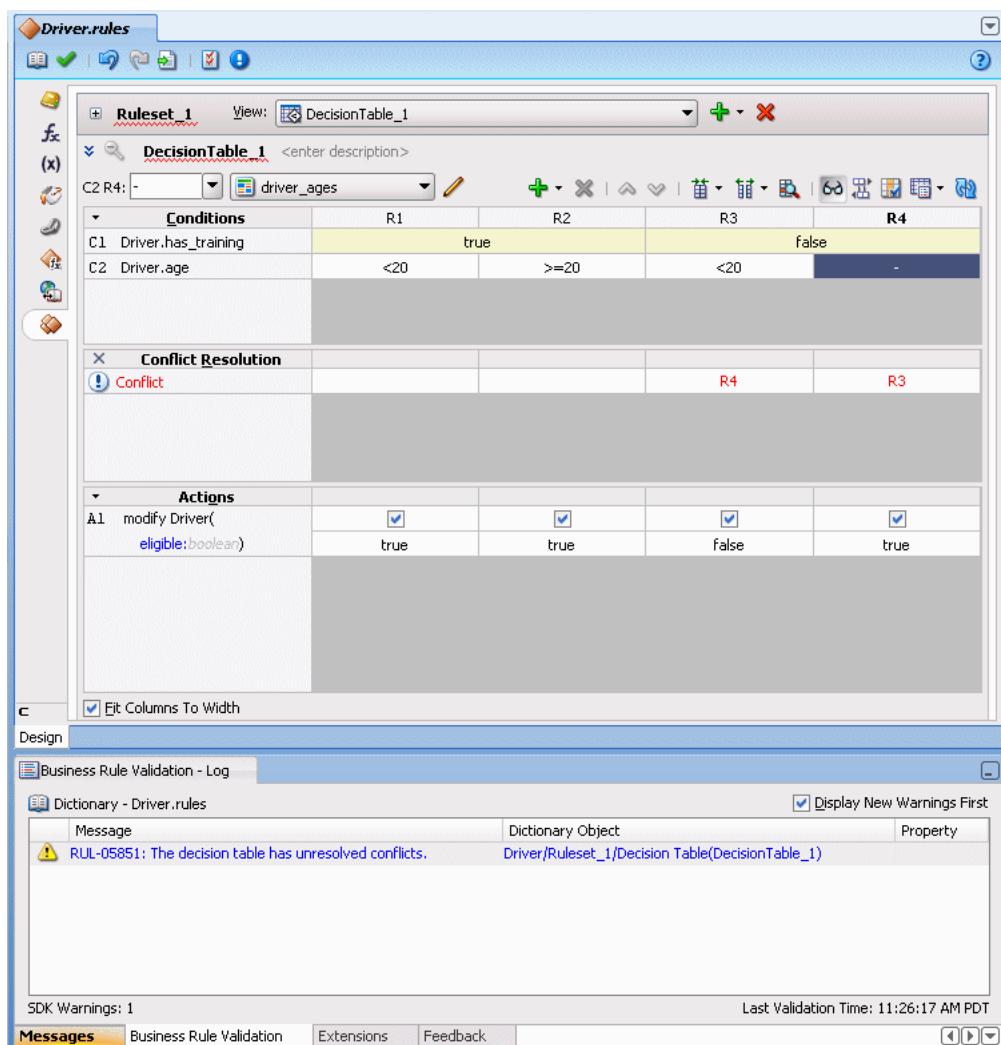 Driver.rules
Ruleset_1 View: DecisionTable_1
DecisionTable_1 <enter description>
C2 R4: - driver_ages
Conditions R1 R2 R3 R4
C1 Driver.has_training true false
C2 Driver.age <20 >=20 <20 -
Conflict Resolution
Conflict R4 R3
Actions
A1 modify Driver(
eligible:boolean) true true false true
Fit Columns To Width
Design
Business Rule Validation - Log
Dictionary - Driver.rules Display New Warnings First
Message Dictionary Object Property
RUL-05851: The decision table has unresolved conflicts. Driver/Ruleset_1/Decision Table(DecisionTable_1)
SDK Warnings: 1 Last Validation Time: 11:26:17 AM PDT
Messages Business Rule Validation Extensions Feedback